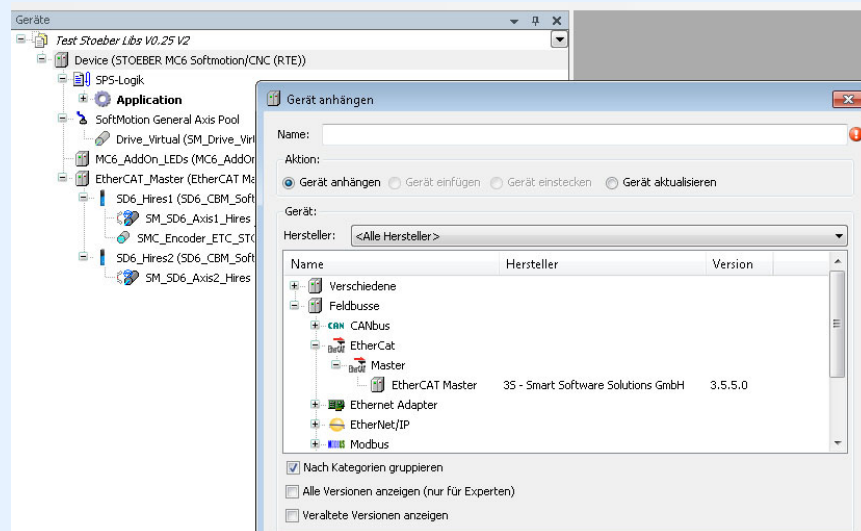 Geräte
Test Stoeber Libs V0.25 V2
Device (STOEBER MC6 Softmotion/CNC (RTE))
SPS-Logik
Application
SoftMotion General Axis Pool
Drive_Virtual (SM_Drive_Virt
MC6_AddOn_LEDs (MC6_AddOr
EtherCAT_Master (EtherCAT Ma
SD6_Hires1 (SD6_CBM_Soft
SM_SD6_Axis1_Hires
SMC_Encoder_ETC_STO
SD6_Hires2 (SD6_CBM_Soft
SM_SD6_Axis2_Hires
Gerät anhängen
Name:
Aktion:
Gerät anhängen Gerät einfügen Gerät einstecken Gerät aktualisieren
Gerät:
Hersteller: <Alle Hersteller>
Name Hersteller Version
Verschiedene
Feldbusse
CAN CANbus
EtherCAT EtherCat
EtherCAT Master
EtherCAT Master 3S - Smart Software Solutions GmbH 3.5.5.0
Ethernet Adapter
EtherNet/IP
Modbus
Nach Kategorien gruppieren
Alle Versionen anzeigen (nur für Experten)
Veraltete Versionen anzeigen